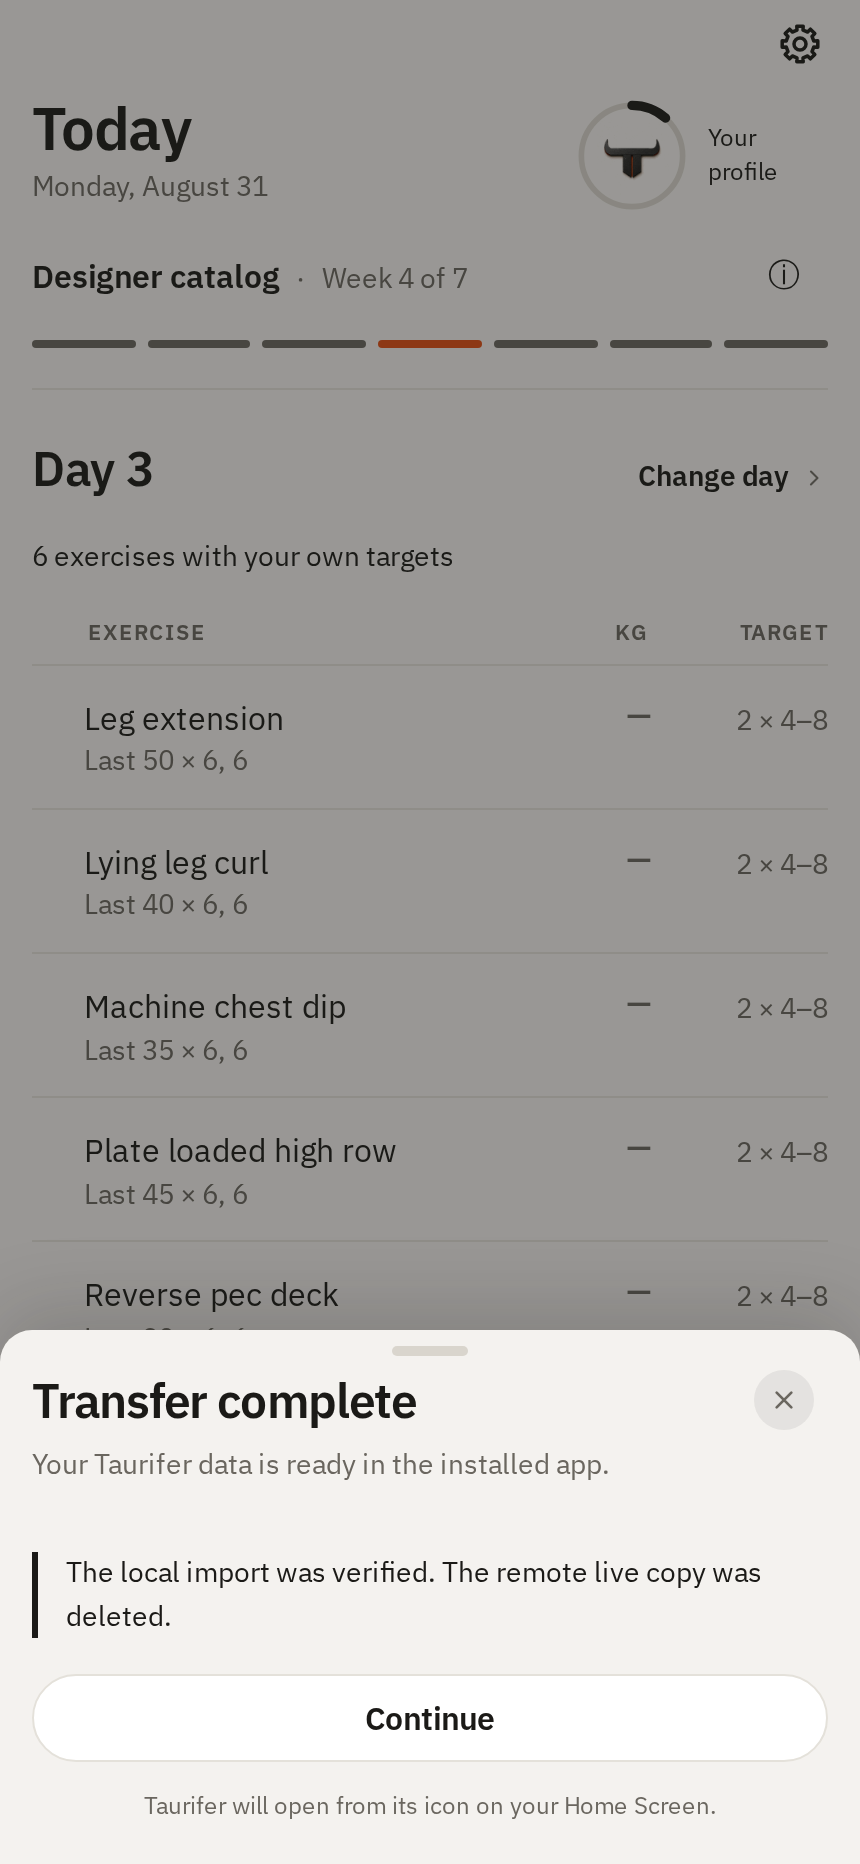 Today
Monday, August 31
Your
profile
Designer catalog · Week 4 of 7
Day 3
Change day
6 exercises with your own targets
EXERCISE KG TARGET
Leg extension — 2 × 4–8
Last 50 × 6, 6
Lying leg curl — 2 × 4–8
Last 40 × 6, 6
Machine chest dip — 2 × 4–8
Last 35 × 6, 6
Plate loaded high row — 2 × 4–8
Last 45 × 6, 6
Reverse pec deck — 2 × 4–8
Transfer complete
Your Taurifer data is ready in the installed app.
The local import was verified. The remote live copy was
deleted.
Continue
Taurifer will open from its icon on your Home Screen.